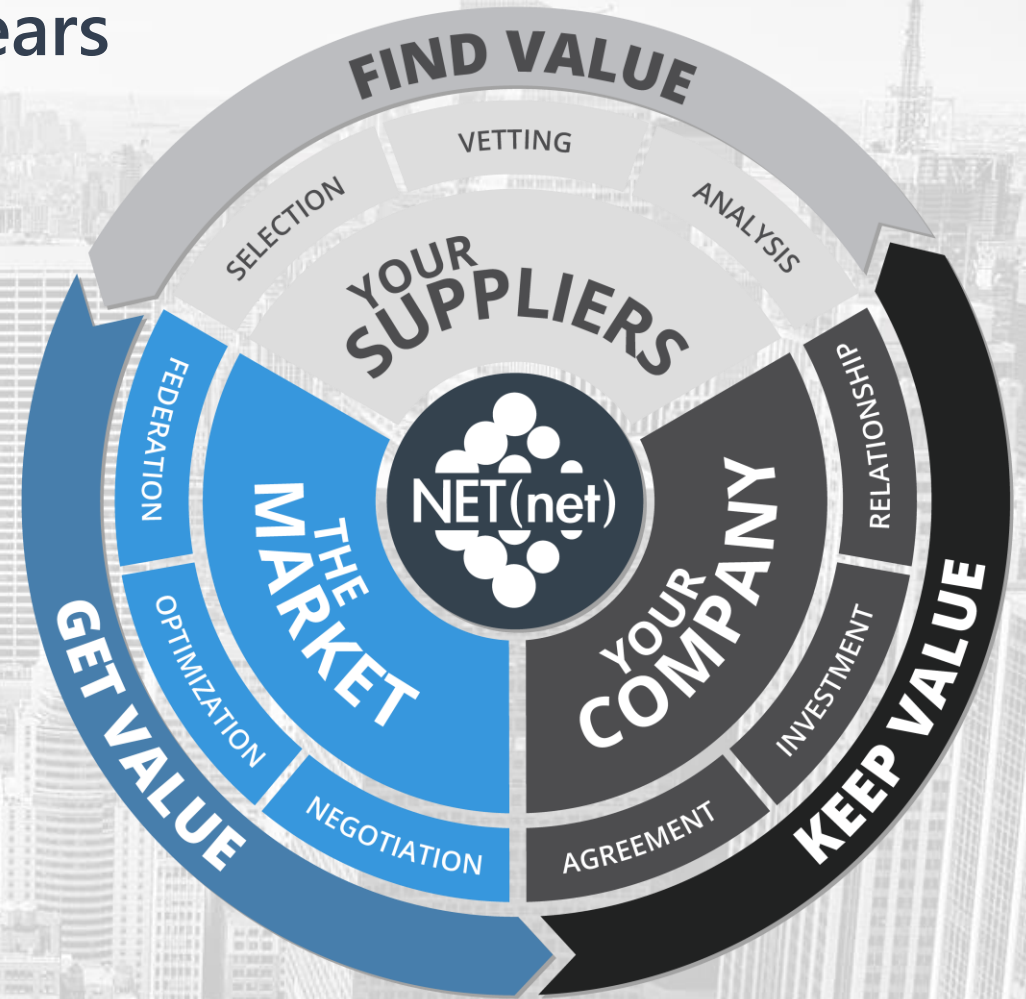 ears
FIND VALUE
SELECTION
VETTING
ANALYSIS
YOUR
SUPPLIERS
FEDERATION
OPTIMIZATION
NEGOTIATION
THE
MARKET
GET VALUE
NET(net)
RELATIONSHIP
INVESTMENT
AGREEMENT
YOUR
COMPANY
KEEP VALUE